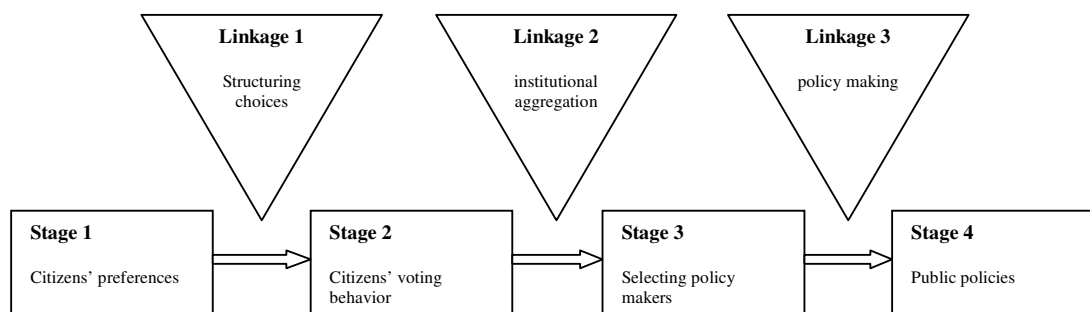 Linkage 1
Structuring
choices
Linkage 2
institutional
aggregation
Linkage 3
policy making
Stage 1
Citizens’ preferences
Stage 2
Citizens’ voting
behavior
Stage 3
Selecting policy
makers
Stage 4
Public policies